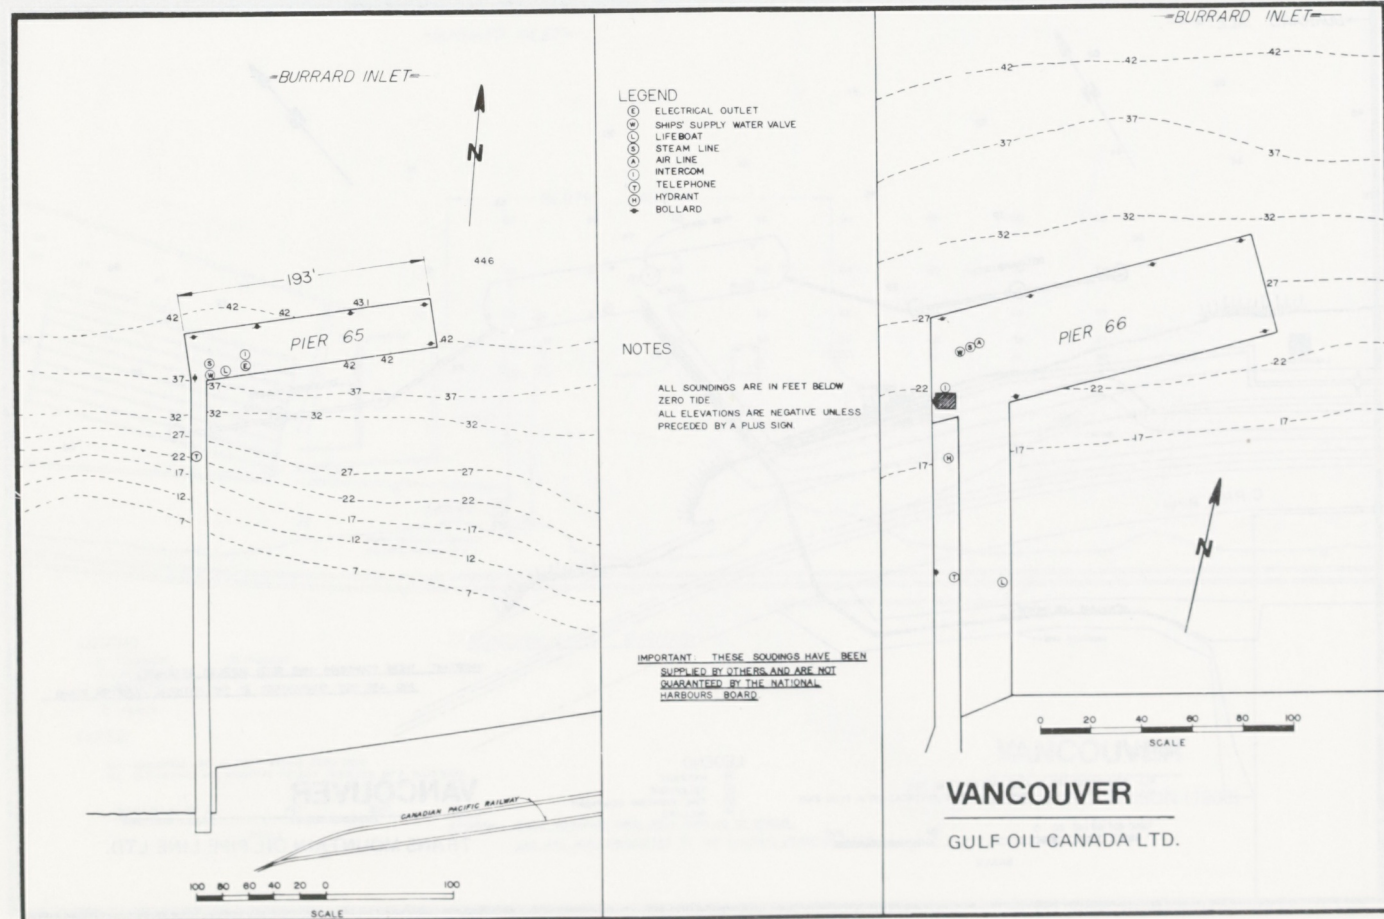 =BURRARD INLET=
N
446
193'
42
42
42
431
PIER 65
42
42
42
S
W
L
I
E
37
37
37
37
32
32
32
32
27
22
T
17
12
7
27
27
22
22
17
17
12
12
7
7
CANADIAN PACIFIC RAILWAY
100 80 60 40 20 0 100
SCALE
LEGEND
E ELECTRICAL OUTLET
W SHIPS' SUPPLY WATER VALVE
L LIFEBOAT
S STEAM LINE
A AIR LINE
I INTERCOM
T TELEPHONE
H HYDRANT
BOLLARD
NOTES
ALL SOUNDINGS ARE IN FEET BELOW
ZERO TIDE
ALL ELEVATIONS ARE NEGATIVE UNLESS
PRECEDED BY A PLUS SIGN
IMPORTANT: THESE SOUDINGS HAVE BEEN
SUPPLIED BY OTHERS AND ARE NOT
GUARANTEED BY THE NATIONAL
HARBOURS BOARD
=BURRARD INLET=
42
42
42
37
37
37
32
32
32
27
27
PIER 66
W S A
I
22
22
22
H
17
17
17
17
T
L
N
0 20 40 60 80 100
SCALE
VANCOUVER
GULF OIL CANADA LTD.